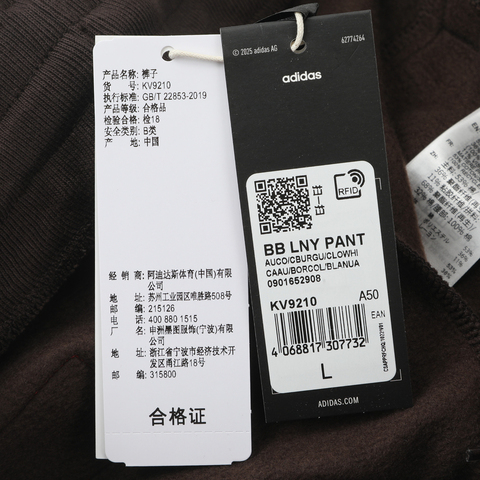 产品名称: 裤子
货 号: KV9210
执行标准: GB/T 22853-2019
产品等级: 合格品
检验合格: 检18
安全类别: B类
产 地: 中国
经 销 商: 阿迪达斯体育(中国)有限
公司
地 址: 苏州工业园区唯胜路508号
邮 编: 215126
电 话: 400 880 1515
制 造 商: 申洲墨图服饰(宁波)有限
公司
地 址: 浙江省宁波市经济技术开
发区甬江路18号
邮 编: 315800
合格证
© 2025 adidas AG
62774264
adidas
RFID
BB LNY PANT
AUCO/CBURGU/CLOWHI
CAAU/BORCOL/BLANUA
0901652908
KV9210
A50
EAN
4 068817 307732
L
ADIDAS.COM